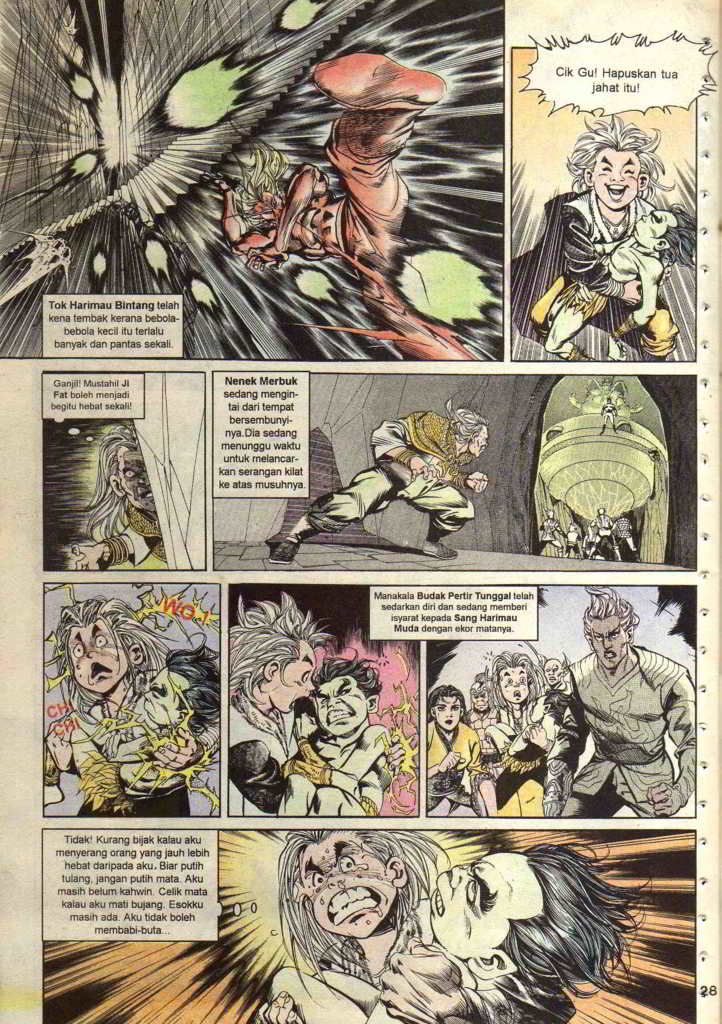 Cik Gu! Hapuskan tua
jahat itu!
Tok Harimau Bintang telah
kena tembak kerana bebola-
bebola kecil itu terlalu
banyak dan pantas sekali.
Ganjil! Mustahil Ji
Fat boleh menjadi
begitu hebat sekali!
Nenek Merbuk
sedang mengin-
tai dari tempat
bersembunyi-
nya.Dia sedang
menunggu waktu
untuk melancar-
kan serangan kilat
ke atas musuhnya.
WO-!
CHI
CHI
Manakala Budak Pertir Tunggal telah
sedarkan diri dan sedang memberi
isyarat kepada Sang Harimau
Muda dengan ekor matanya.
Tidak! Kurang bijak kalau aku
menyerang orang yang jauh lebih
hebat daripada aku. Biar putih
tulang, jangan putih mata. Aku
masih belum kahwin. Celik mata
kalau aku mati bujang. Esokku
masih ada. Aku tidak boleh
membabi-buta...
28